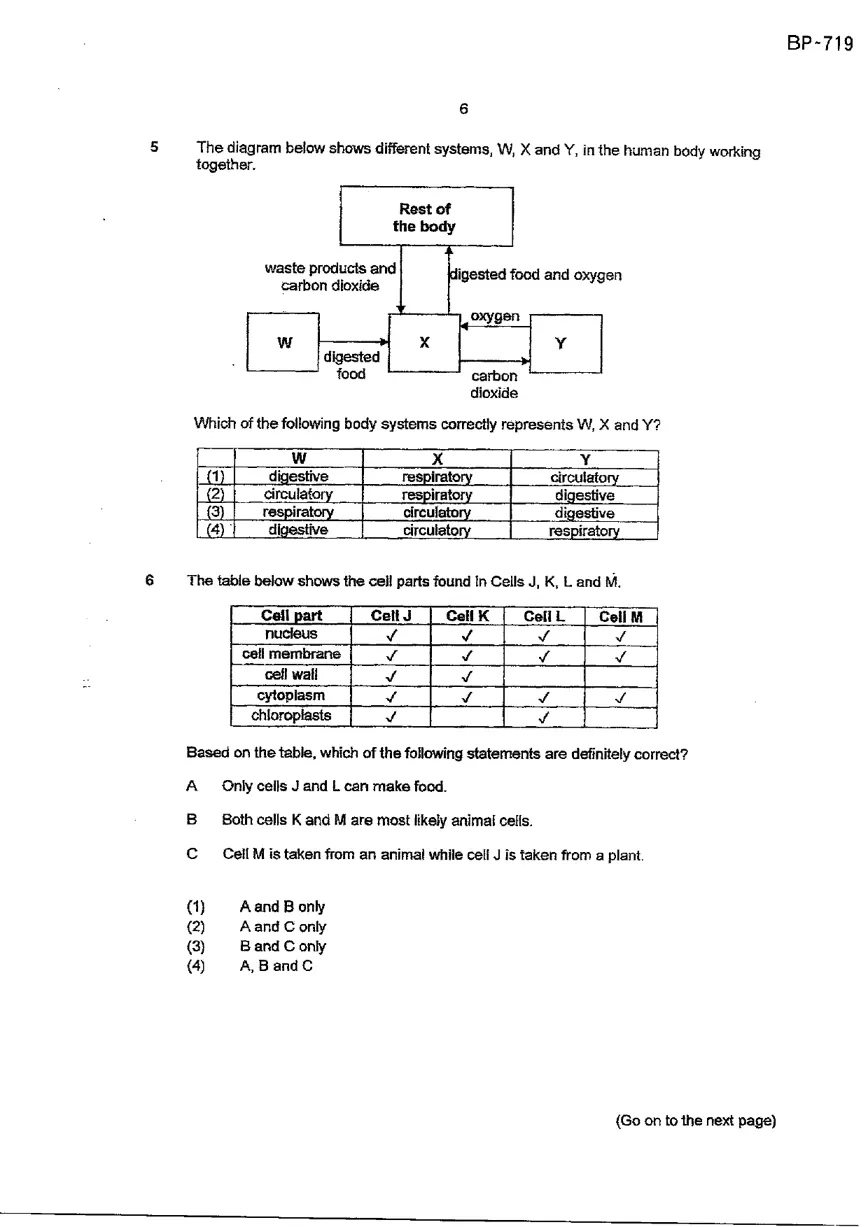 BP-719
6
5 The diagram below shows different systems, W, X and Y, in the human body working
together.
Rest of
the body
waste products and
carbon dioxide
digested food and oxygen
oxygen
W
X
Y
digested
food
carbon
dioxide
Which of the following body systems correctly represents W, X and Y?
W X Y
(1) digestive respiratory circulatory
(2) circulatory respiratory digestive
(3) respiratory circulatory digestive
(4) digestive circulatory respiratory
6 The table below shows the cell parts found in Cells J, K, L and M.
Cell part Cell J Cell K Cell L Cell M
nucleus ✓ ✓ ✓ ✓
cell membrane ✓ ✓ ✓ ✓
cell wall ✓ ✓
cytoplasm ✓ ✓ ✓ ✓
chloroplasts ✓ ✓
Based on the table, which of the following statements are definitely correct?
A Only cells J and L can make food.
B Both cells K and M are most likely animal cells.
C Cell M is taken from an animal while cell J is taken from a plant.
(1) A and B only
(2) A and C only
(3) B and C only
(4) A, B and C
(Go on to the next page)